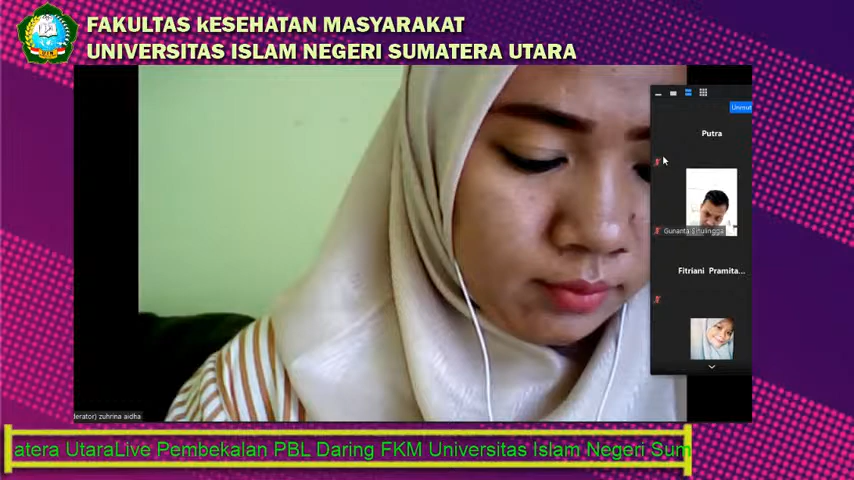 FAKULTAS kESEHATAN MASYARAKAT
UNIVERSITAS ISLAM NEGERI SUMATERA UTARA
Putra
Gunanta Sinulingga
Fitriani Pramita...
derator) zuhrina aidha
atera UtaraLive Pembekalan PBL Daring FKM Universitas Islam Negeri Sum